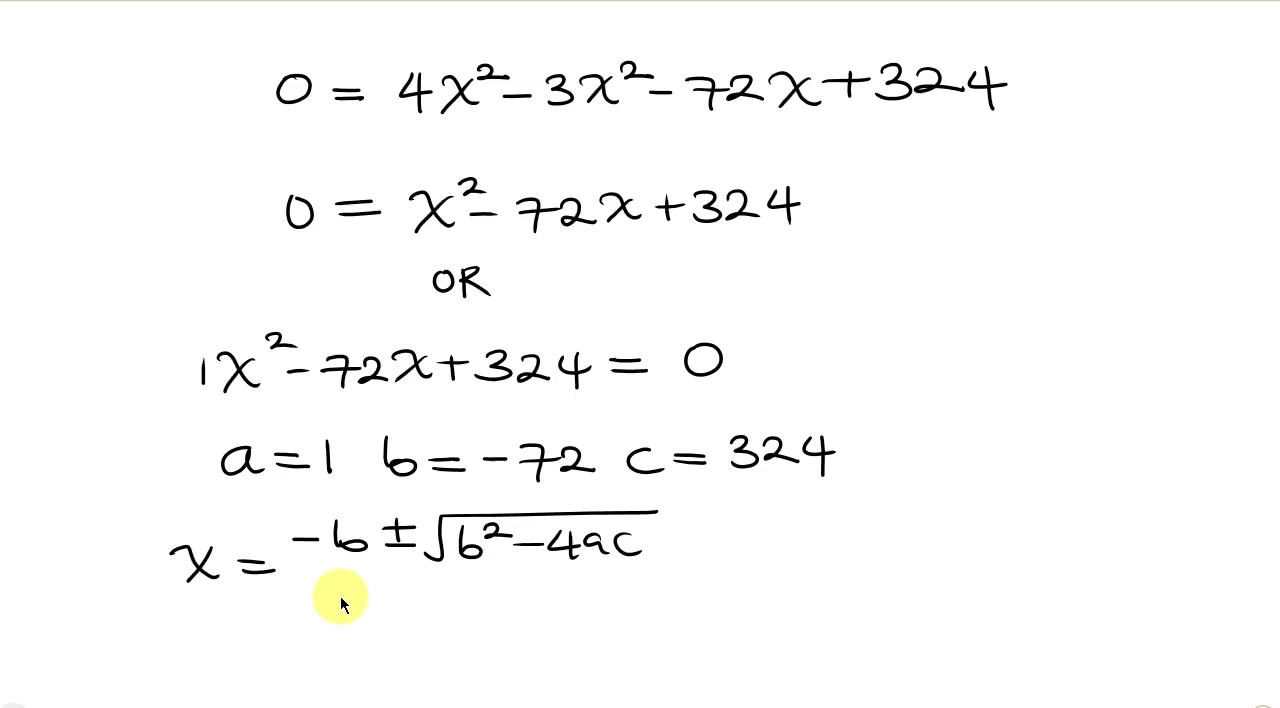 0 = 4x² - 3x² - 72x + 324
0 = x² - 72x + 324
OR
1x² - 72x + 324 = 0
a = 1 b = -72 c = 324
x = -b ± √b² - 4ac